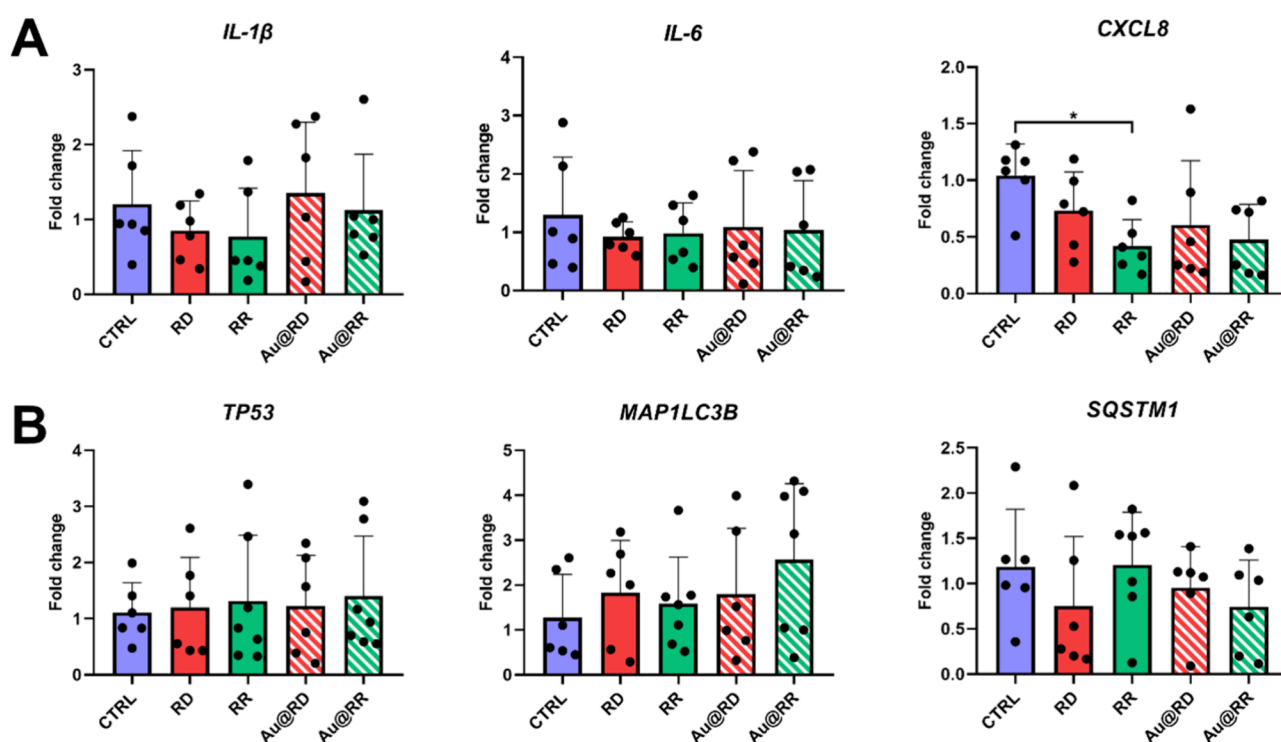 A
IL-1β
Fold change
3
2
1
0
CTRL
RD
RR
Au@RD
Au@RR
IL-6
Fold change
4
3
2
1
0
CTRL
RD
RR
Au@RD
Au@RR
CXCL8
Fold change
2.0
1.5
1.0
0.5
0.0
*
CTRL
RD
RR
Au@RD
Au@RR
B
TP53
Fold change
4
3
2
1
0
CTRL
RD
RR
Au@RD
Au@RR
MAP1LC3B
Fold change
5
4
3
2
1
0
CTRL
RD
RR
Au@RD
Au@RR
SQSTM1
Fold change
2.5
2.0
1.5
1.0
0.5
0.0
CTRL
RD
RR
Au@RD
Au@RR